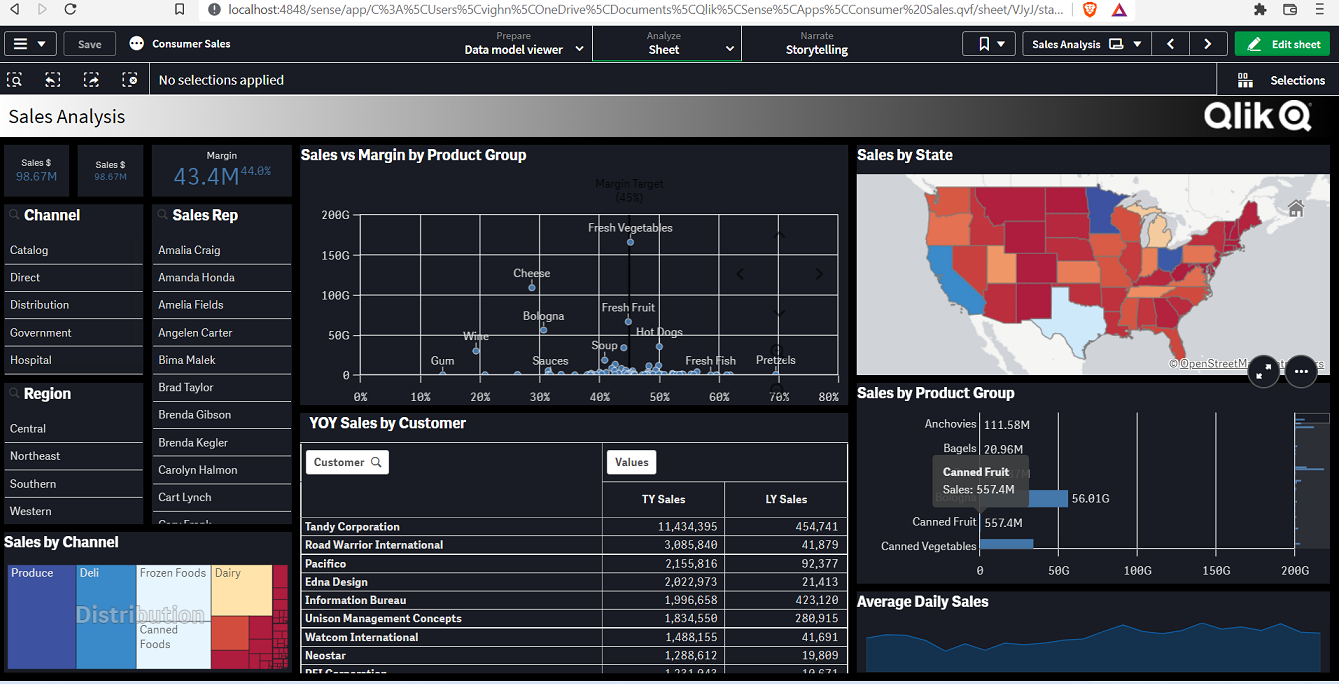 localhost:4848/sense/app/C%3A%5CUsers%5Cvighn%5COneDrive%5CDocuments%5CQlik%5CSense%5CApps%5CConsumer%20Sales.qvf/sheet/VJyJ/sta...
Save
Consumer Sales
Prepare
Data model viewer
Analyze
Sheet
Narrate
Storytelling
Sales Analysis
Edit sheet
No selections applied
Selections
Sales Analysis
Qlik
Sales $
98.67M
Sales $
98.67M
Margin
43.4M 44.0%
Channel
Catalog
Direct
Distribution
Government
Hospital
Region
Central
Northeast
Southern
Western
Sales Rep
Amalia Craig
Amanda Honda
Amelia Fields
Angelen Carter
Bima Malek
Brad Taylor
Brenda Gibson
Brenda Kegler
Carolyn Halmon
Cart Lynch
Sales by Channel
Produce
Deli
Frozen Foods
Dairy
Distribution
Canned
Foods
Sales vs Margin by Product Group
Margin Target
(45%)
200G
150G
100G
50G
0
Fresh Vegetables
Cheese
Bologna
Fresh Fruit
Wine
Hot Dogs
Soup
Gum
Sauces
Fresh Fish
Pretzels
0% 10% 20% 30% 40% 50% 60% 70% 80%
YOY Sales by Customer
Customer
Values
TY Sales LY Sales
Tandy Corporation 11,434,395 454,741
Road Warrior International 3,085,840 41,879
Pacifico 2,155,816 92,377
Edna Design 2,022,973 21,413
Information Bureau 1,996,658 423,120
Unison Management Concepts 1,834,550 280,915
Watcom International 1,488,155 41,691
Neostar 1,288,612 19,809
Sales by State
© OpenStreetMap
Sales by Product Group
Anchovies 111.58M
Bagels 20.96M
Canned Fruit
Sales: 557.4M
Bologna 56.01G
Canned Fruit 557.4M
Canned Vegetables
0 50G 100G 150G 200G
Average Daily Sales